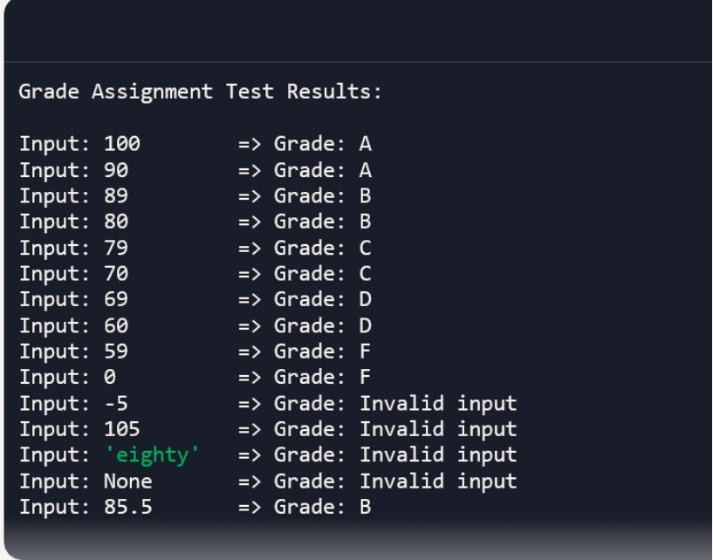 Grade Assignment Test Results:
Input: 100 => Grade: A
Input: 90 => Grade: A
Input: 89 => Grade: B
Input: 80 => Grade: B
Input: 79 => Grade: C
Input: 70 => Grade: C
Input: 69 => Grade: D
Input: 60 => Grade: D
Input: 59 => Grade: F
Input: 0 => Grade: F
Input: -5 => Grade: Invalid input
Input: 105 => Grade: Invalid input
Input: 'eighty' => Grade: Invalid input
Input: None => Grade: Invalid input
Input: 85.5 => Grade: B